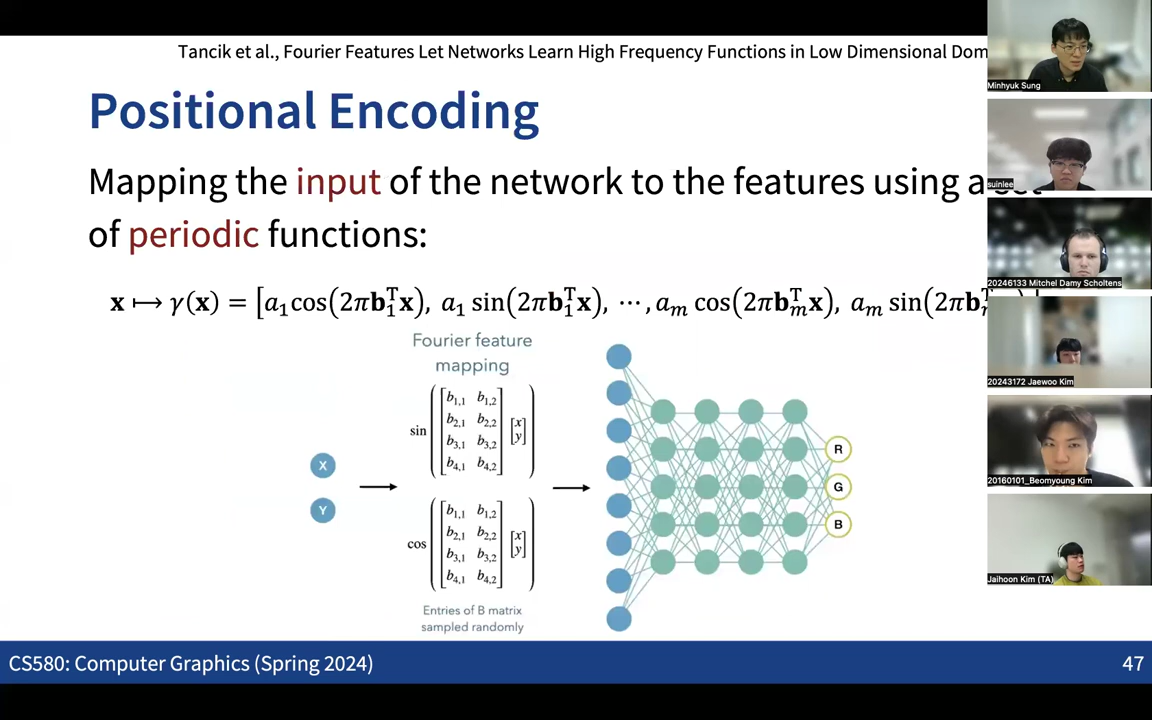 Tancik et al., Fourier Features Let Networks Learn High Frequency Functions in Low Dimensional
Positional Encoding
Mapping the input of the network to the features using a
of periodic functions:
𝐱 ↦ γ(𝐱) = [a₁cos(2π𝐛₁ᵀ𝐱), a₁ sin(2π𝐛₁ᵀ𝐱), ⋯, aₘ cos(2π𝐛ₘᵀ𝐱), aₘ sin(2π𝐛
Fourier feature
mapping
sin
b₁,₁ b₁,₂
b₂,₁ b₂,₂
b₃,₁ b₃,₂
b₄,₁ b₄,₂
x
y
cos
b₁,₁ b₁,₂
b₂,₁ b₂,₂
b₃,₁ b₃,₂
b₄,₁ b₄,₂
x
y
Entries of B matrix
sampled randomly
X
Y
R
G
B
Minhyuk Sung
suinlee
20246133 Mitchel Damy Scholtens
20243172 Jaewoo Kim
20160101_Beomyoung Kim
Jaihoon Kim (TA)
CS580: Computer Graphics (Spring 2024)
47